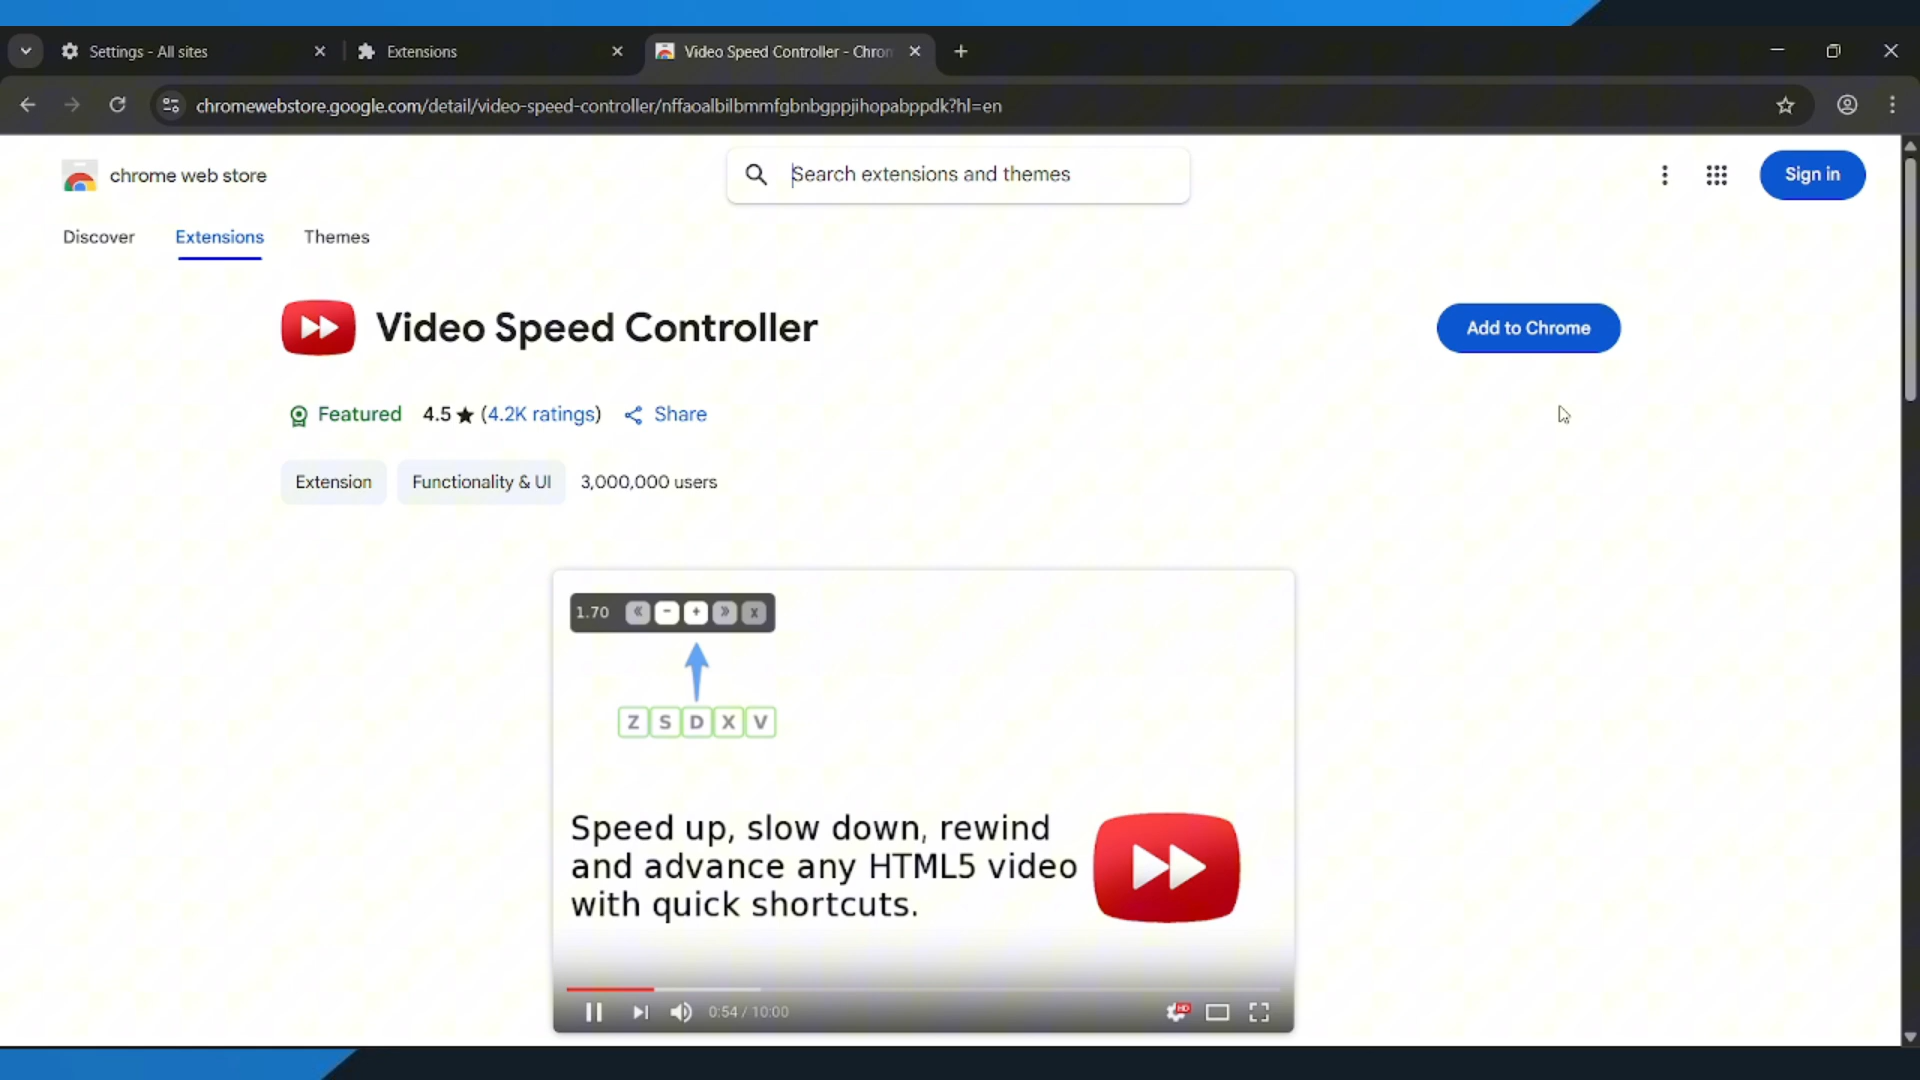 Settings - All sites
Extensions
Video Speed Controller - Chrom
chromewebstore.google.com/detail/video-speed-controller/nffaoalbilbmmfgbnbgppjihopabppdk?hl=en
chrome web store
Search extensions and themes
Sign in
Discover
Extensions
Themes
Video Speed Controller
Add to Chrome
Featured
4.5★ (4.2K ratings)
Share
Extension
Functionality & UI
3,000,000 users
1.70 « - + » x
Z S D X V
Speed up, slow down, rewind
and advance any HTML5 video
with quick shortcuts.
0:54 / 10:00
HD